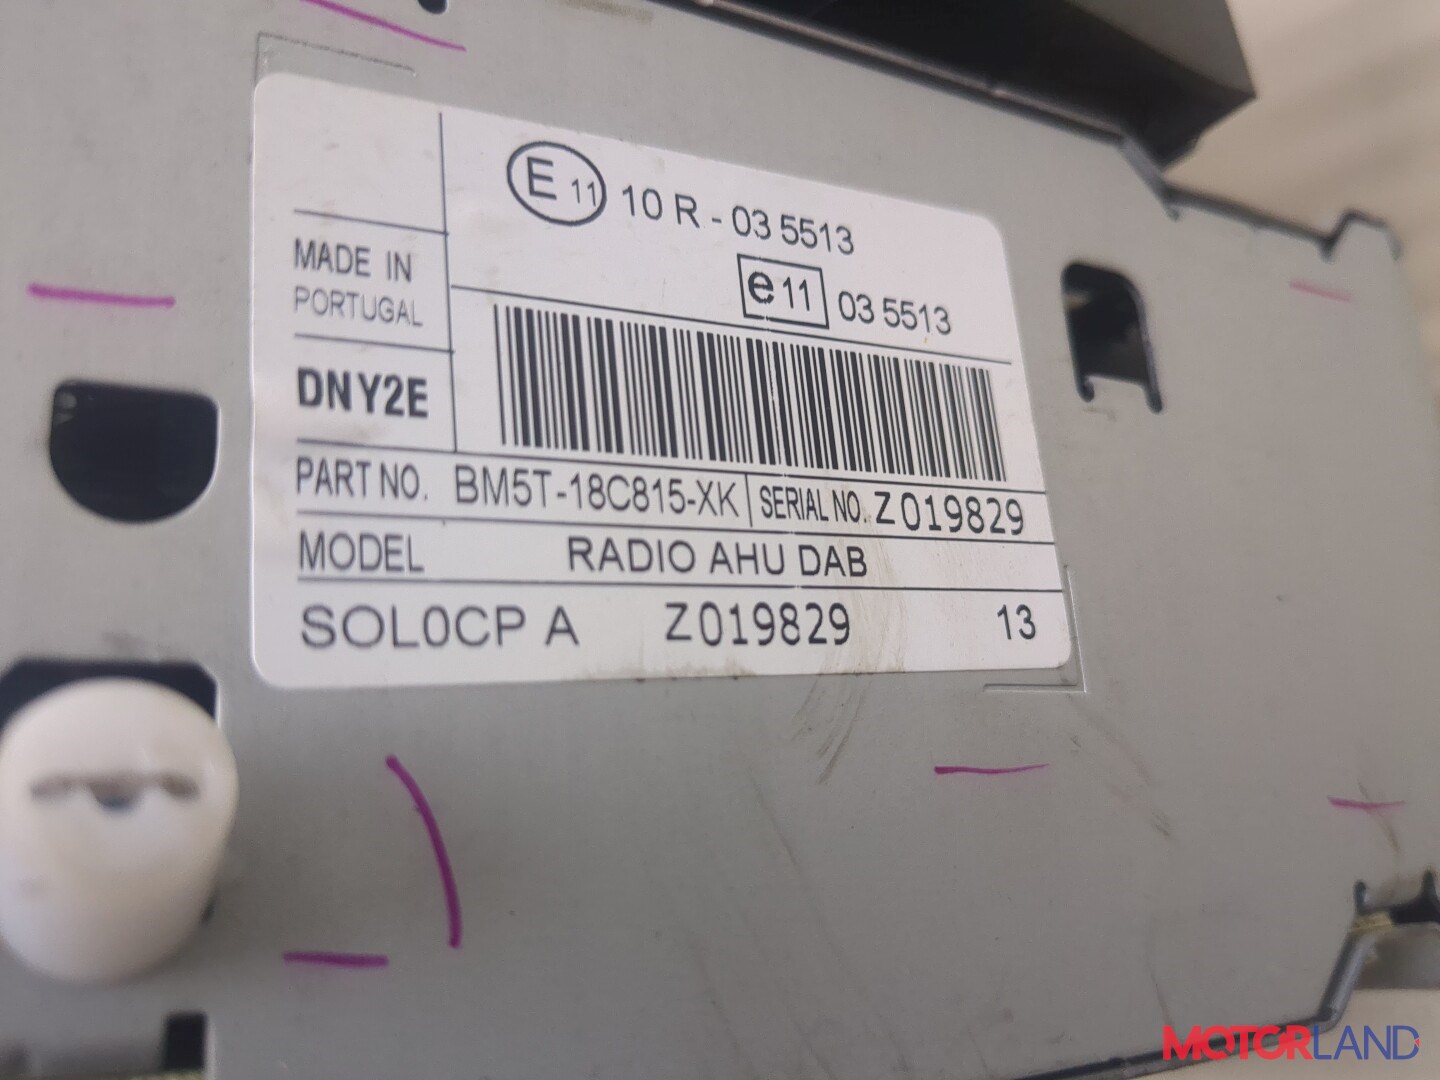 E 11 10 R - 03 5513
e 11 03 5513
MADE IN
PORTUGAL
DNY2E
PART NO. BM5T-18C815-XK SERIAL NO. Z019829
MODEL RADIO AHU DAB
SOL0CP A Z019829 13
MOTORLAND